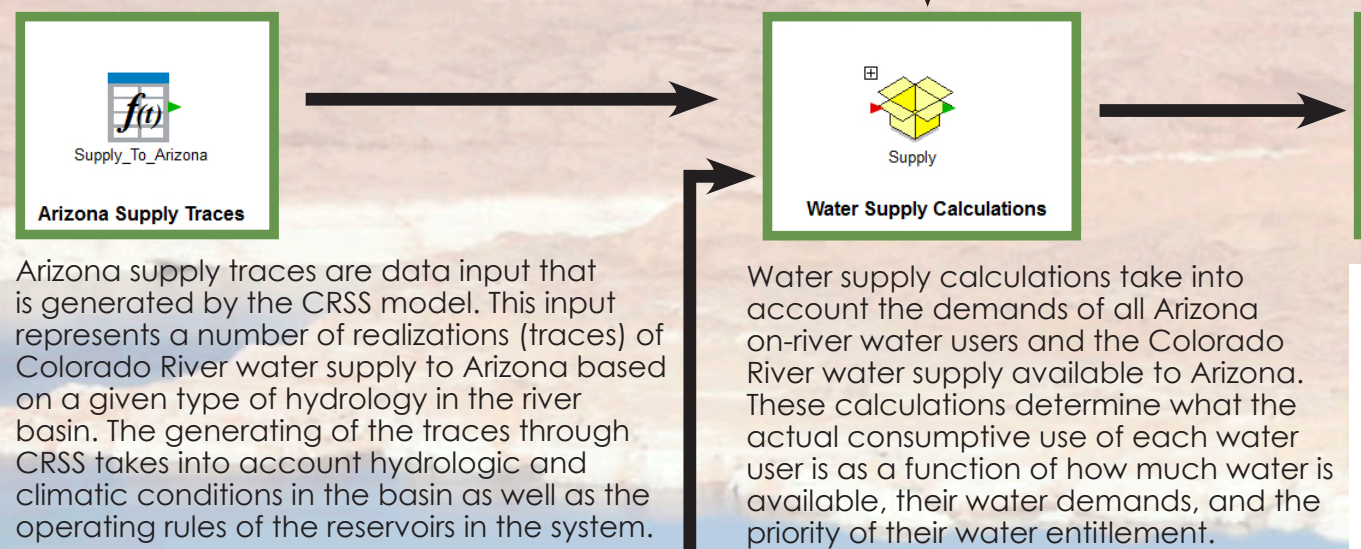 f(t)
Supply_To_Arizona
Arizona Supply Traces
Arizona supply traces are data input that
is generated by the CRSS model. This input
represents a number of realizations (traces) of
Colorado River water supply to Arizona based
on a given type of hydrology in the river
basin. The generating of the traces through
CRSS takes into account hydrologic and
climatic conditions in the basin as well as the
operating rules of the reservoirs in the system.
Supply
Water Supply Calculations
Water supply calculations take into
account the demands of all Arizona
on-river water users and the Colorado
River water supply available to Arizona.
These calculations determine what the
actual consumptive use of each water
user is as a function of how much water is
available, their water demands, and the
priority of their water entitlement.